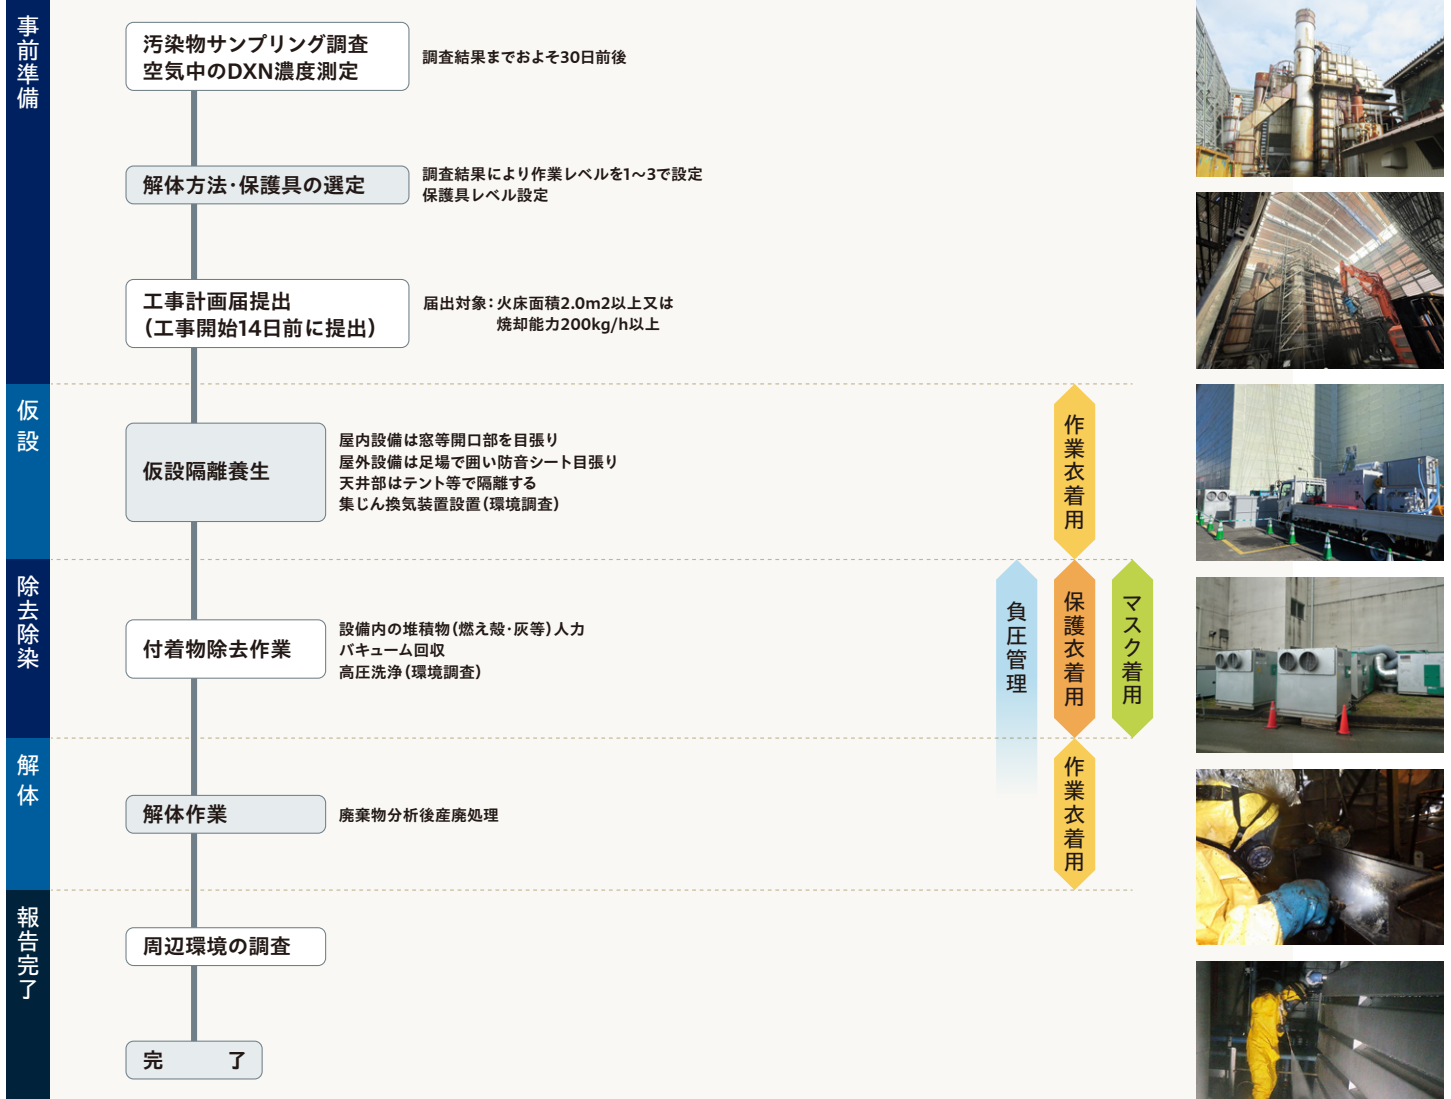 事前準備
汚染物サンプリング調査
空気中のDXN濃度測定
調査結果までおよそ30日前後
解体方法・保護具の選定
調査結果により作業レベルを1～3で設定
保護具レベル設定
工事計画届提出
（工事開始14日前に提出）
届出対象：火床面積2.0m2以上又は
焼却能力200kg/h以上
仮設
仮設隔離養生
屋内設備は窓等開口部を目張り
屋外設備は足場で囲い防音シート目張り
天井部はテント等で隔離する
集じん換気装置設置（環境調査）
作業衣着用
除去除染
付着物除去作業
設備内の堆積物（燃え殻・灰等）人力
バキューム回収
高圧洗浄（環境調査）
負圧管理
保護衣着用
マスク着用
解体
解体作業
廃棄物分析後産廃処理
作業衣着用
報告完了
周辺環境の調査
完　了